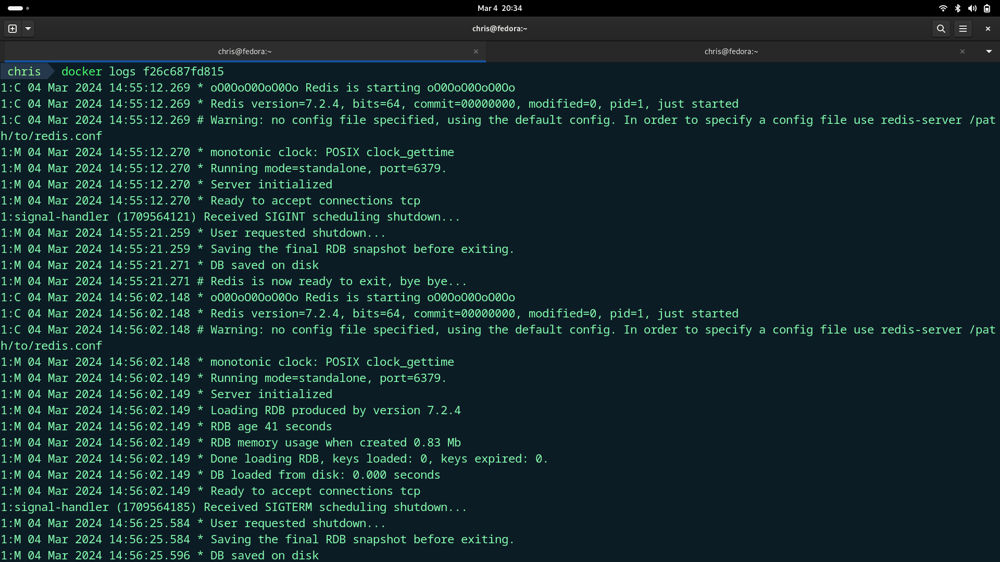 Mar 4 20:34
chris@fedora:~
chris@fedora:~
chris@fedora:~
chris docker logs f26c687fd815
1:C 04 Mar 2024 14:55:12.269 * oO0OoO0OoO0Oo Redis is starting oO0OoO0OoO0Oo
1:C 04 Mar 2024 14:55:12.269 * Redis version=7.2.4, bits=64, commit=00000000, modified=0, pid=1, just started
1:C 04 Mar 2024 14:55:12.269 # Warning: no config file specified, using the default config. In order to specify a config file use redis-server /pat
h/to/redis.conf
1:M 04 Mar 2024 14:55:12.270 * monotonic clock: POSIX clock_gettime
1:M 04 Mar 2024 14:55:12.270 * Running mode=standalone, port=6379.
1:M 04 Mar 2024 14:55:12.270 * Server initialized
1:M 04 Mar 2024 14:55:12.270 * Ready to accept connections tcp
1:signal-handler (1709564121) Received SIGINT scheduling shutdown...
1:M 04 Mar 2024 14:55:21.259 * User requested shutdown...
1:M 04 Mar 2024 14:55:21.259 * Saving the final RDB snapshot before exiting.
1:M 04 Mar 2024 14:55:21.271 * DB saved on disk
1:M 04 Mar 2024 14:55:21.271 # Redis is now ready to exit, bye bye...
1:C 04 Mar 2024 14:56:02.148 * oO0OoO0OoO0Oo Redis is starting oO0OoO0OoO0Oo
1:C 04 Mar 2024 14:56:02.148 * Redis version=7.2.4, bits=64, commit=00000000, modified=0, pid=1, just started
1:C 04 Mar 2024 14:56:02.148 # Warning: no config file specified, using the default config. In order to specify a config file use redis-server /pat
h/to/redis.conf
1:M 04 Mar 2024 14:56:02.148 * monotonic clock: POSIX clock_gettime
1:M 04 Mar 2024 14:56:02.149 * Running mode=standalone, port=6379.
1:M 04 Mar 2024 14:56:02.149 * Server initialized
1:M 04 Mar 2024 14:56:02.149 * Loading RDB produced by version 7.2.4
1:M 04 Mar 2024 14:56:02.149 * RDB age 41 seconds
1:M 04 Mar 2024 14:56:02.149 * RDB memory usage when created 0.83 Mb
1:M 04 Mar 2024 14:56:02.149 * Done loading RDB, keys loaded: 0, keys expired: 0.
1:M 04 Mar 2024 14:56:02.149 * DB loaded from disk: 0.000 seconds
1:M 04 Mar 2024 14:56:02.149 * Ready to accept connections tcp
1:signal-handler (1709564185) Received SIGTERM scheduling shutdown...
1:M 04 Mar 2024 14:56:25.584 * User requested shutdown...
1:M 04 Mar 2024 14:56:25.584 * Saving the final RDB snapshot before exiting.
1:M 04 Mar 2024 14:56:25.596 * DB saved on disk